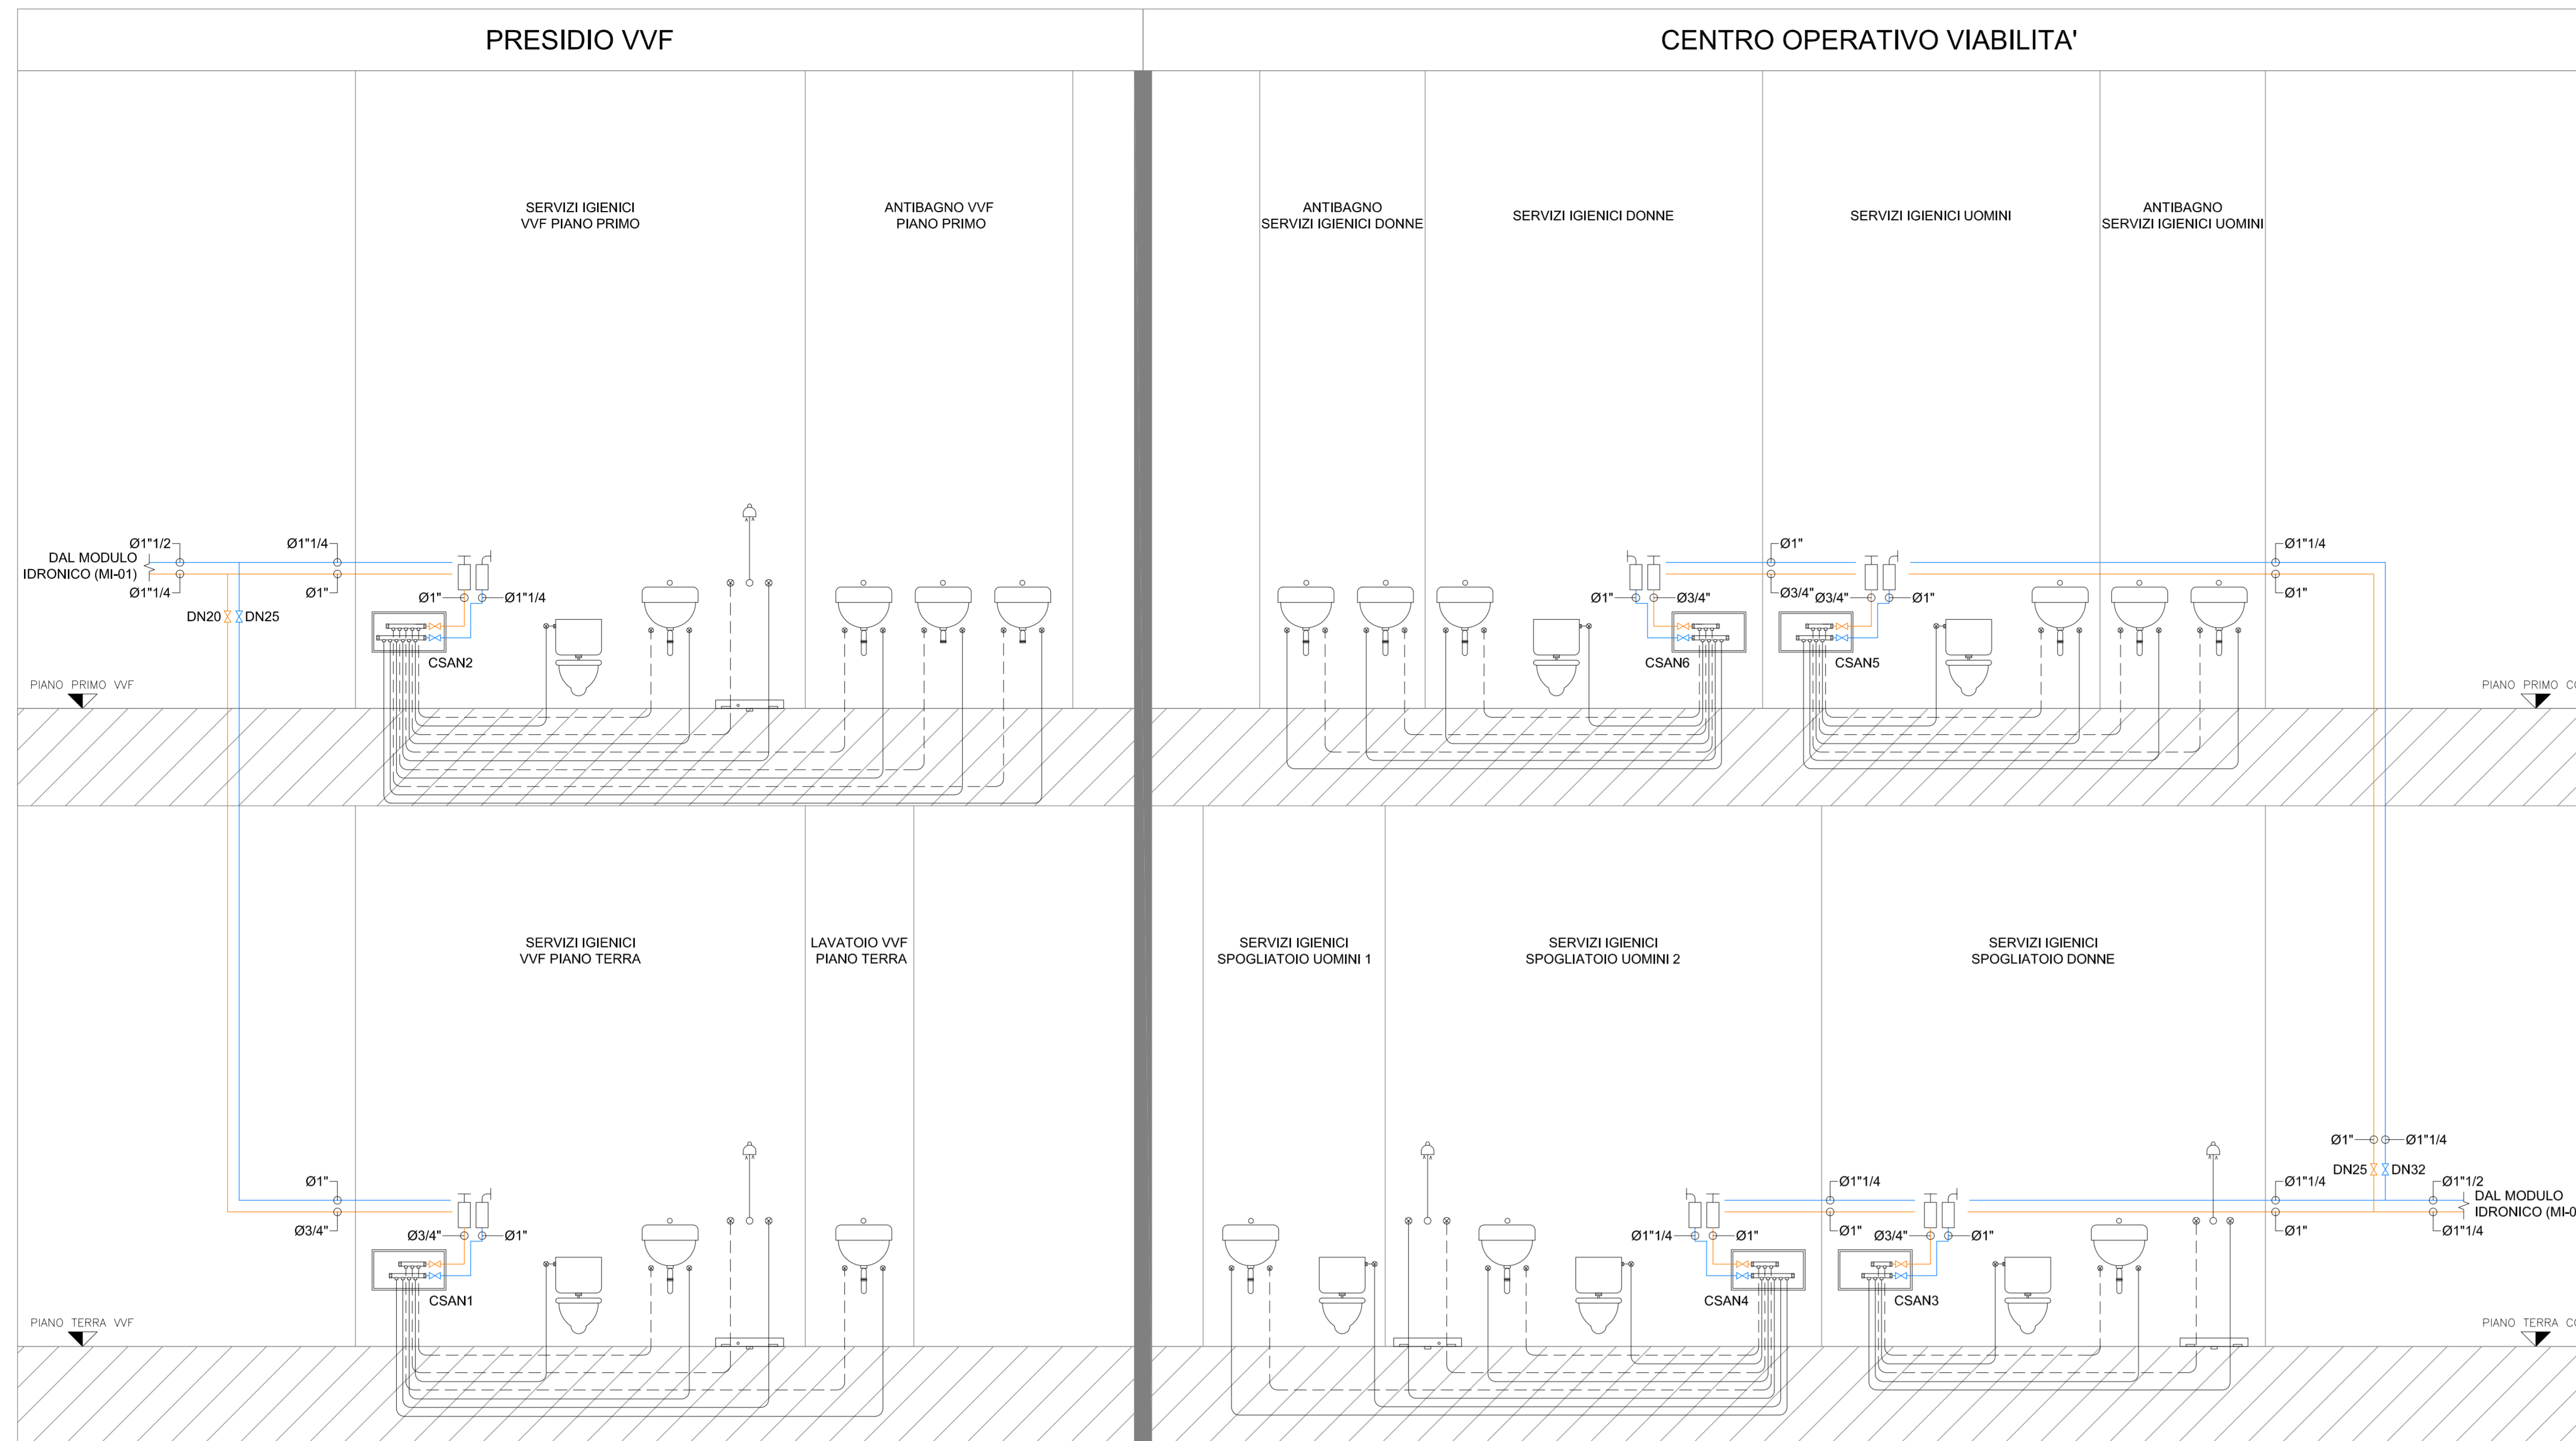 PRESIDIO VVF
CENTRO OPERATIVO VIABILITA'
SERVIZI IGIENICI
VVF PIANO PRIMO
ANTIBAGNO VVF
PIANO PRIMO
ANTIBAGNO
SERVIZI IGIENICI DONNE
SERVIZI IGIENICI DONNE
SERVIZI IGIENICI UOMINI
ANTIBAGNO
SERVIZI IGIENICI UOMINI
Ø1"1/2
Ø1"1/4
DAL MODULO
IDRONICO (MI-01)
Ø1"1/4
Ø1"
DN20
DN25
Ø1"
Ø1"1/4
CSAN2
PIANO PRIMO VVF
Ø1"
Ø3/4"
CSAN6
Ø1"
Ø3/4"
Ø3/4"
Ø1"
CSAN5
Ø1"1/4
Ø1"
PIANO PRIMO CO
SERVIZI IGIENICI
VVF PIANO TERRA
LAVATOIO VVF
PIANO TERRA
SERVIZI IGIENICI
SPOGLIATOIO UOMINI 1
SERVIZI IGIENICI
SPOGLIATOIO UOMINI 2
SERVIZI IGIENICI
SPOGLIATOIO DONNE
Ø1"
Ø3/4"
Ø3/4"
Ø1"
CSAN1
PIANO TERRA VVF
Ø1"1/4
Ø1"
CSAN4
Ø1"1/4
Ø1"
Ø3/4"
Ø1"
CSAN3
Ø1"
Ø1"1/4
DN25
DN32
Ø1"1/4
Ø1"
Ø1"1/2
DAL MODULO
IDRONICO (MI-0
Ø1"1/4
PIANO TERRA CO